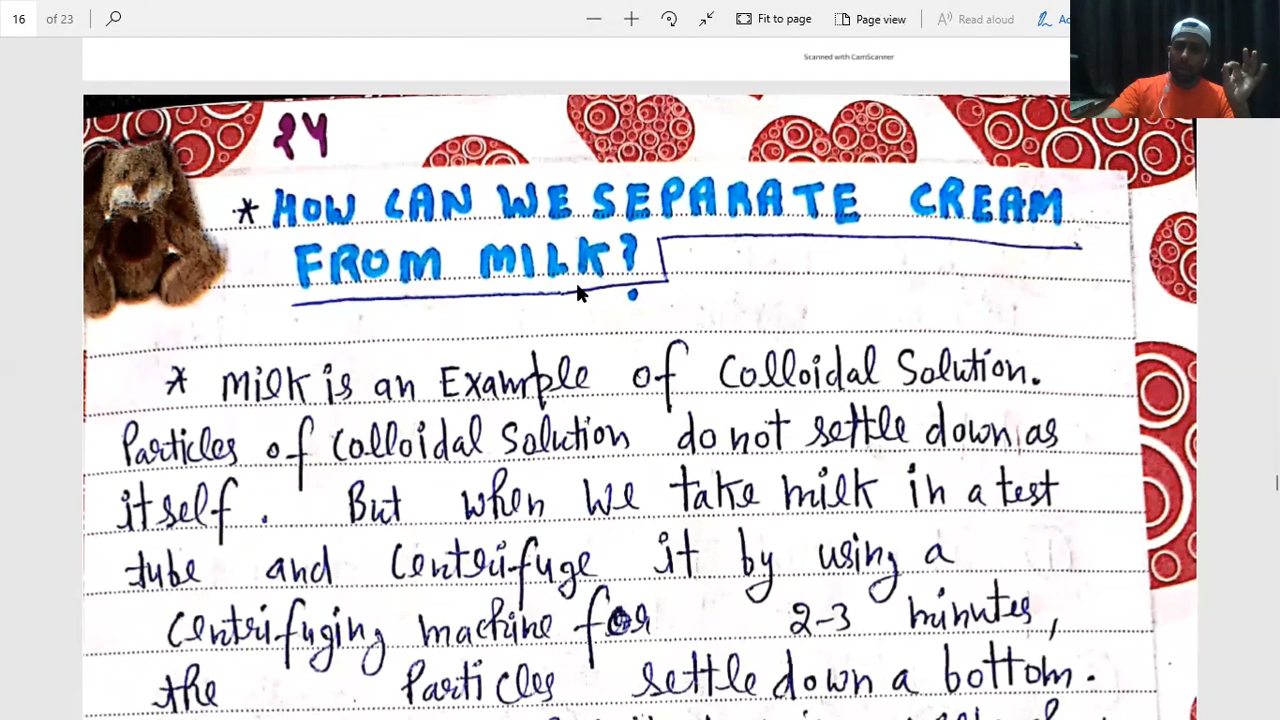 16 of 23
Fit to page
Page view
Read aloud
Scanned with CamScanner
24
* HOW CAN WE SEPARATE CREAM
FROM MILK?
* Milk is an Example of Colloidal Solution.
Particles of Colloidal Solution do not settle down as
itself. But when we take milk in a test
tube and Centrifuge it by using a
Centrifuging machine for 2-3 minutes,
the Particles settle down a bottom.